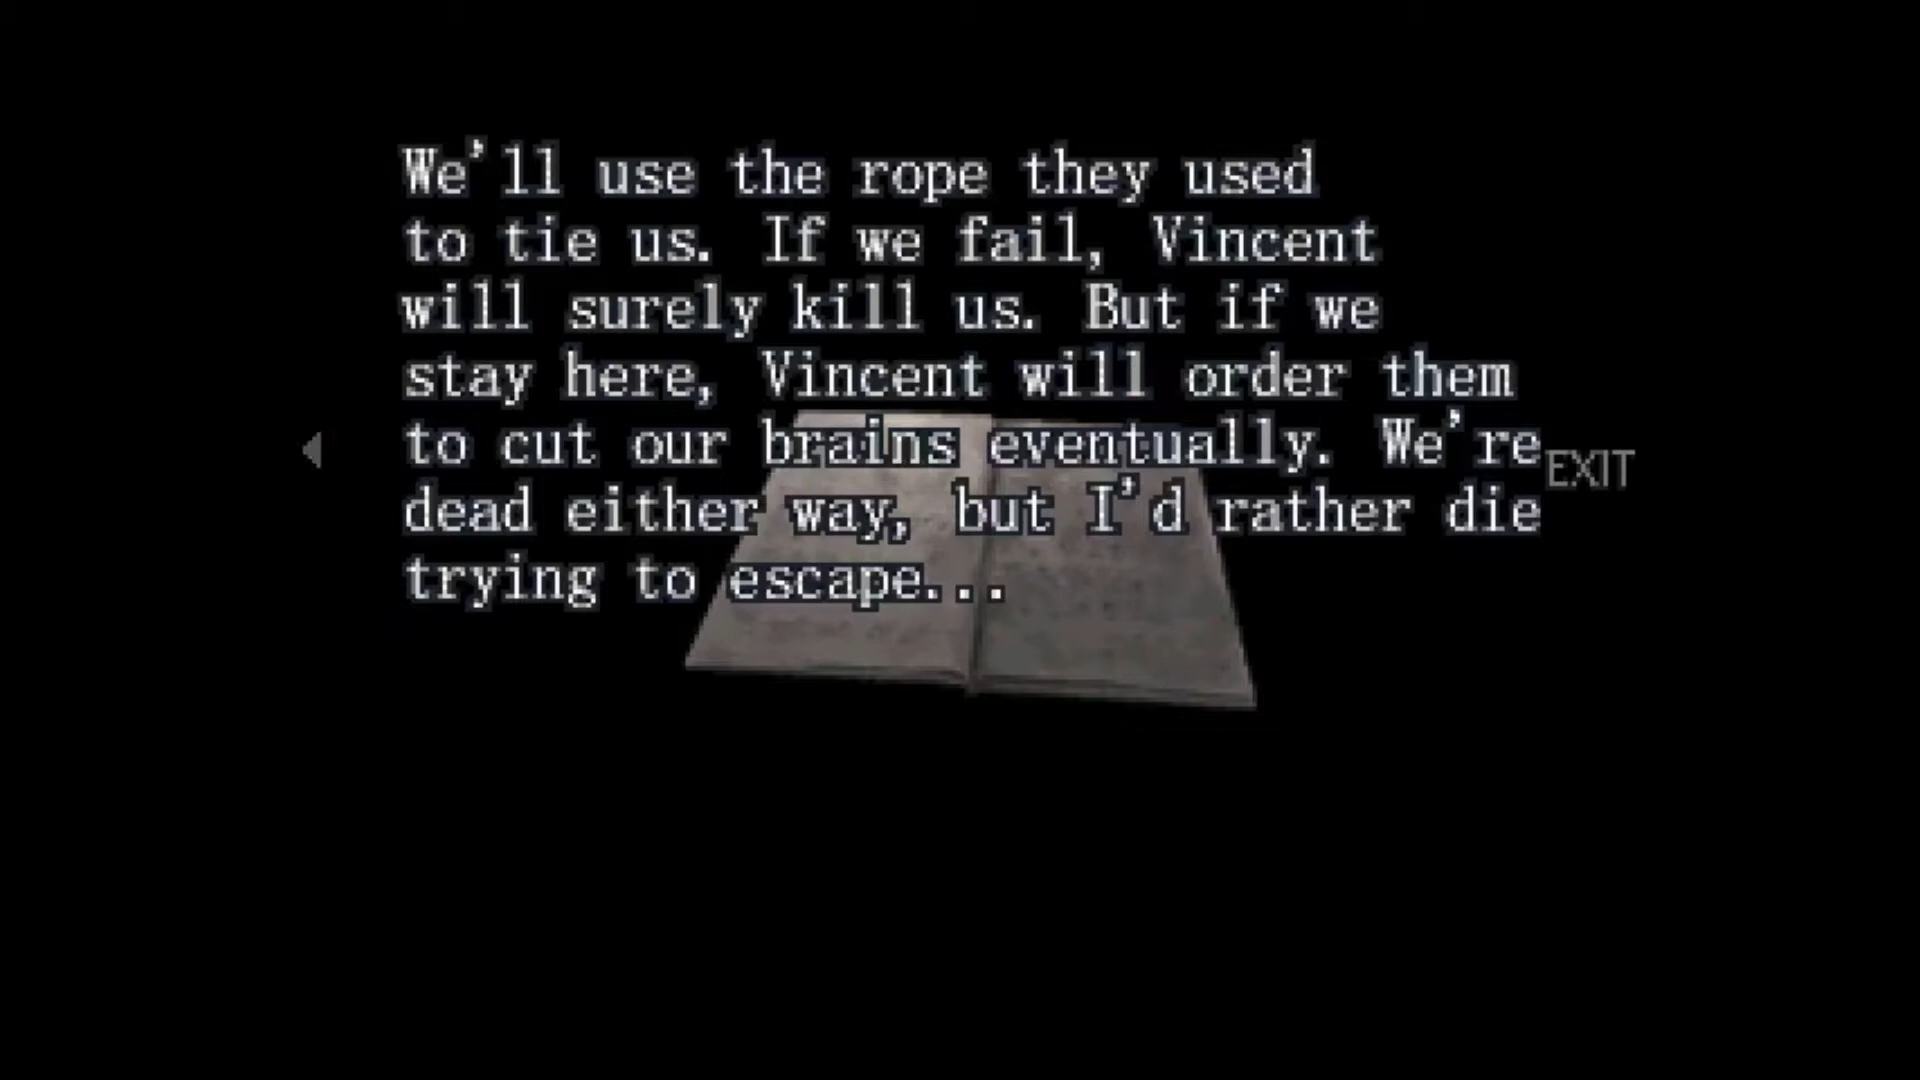 We'll use the rope they used
to tie us. If we fail, Vincent
will surely kill us. But if we
stay here, Vincent will order them
to cut our brains eventually. We're
dead either way, but I'd rather die
trying to escape...
EXIT